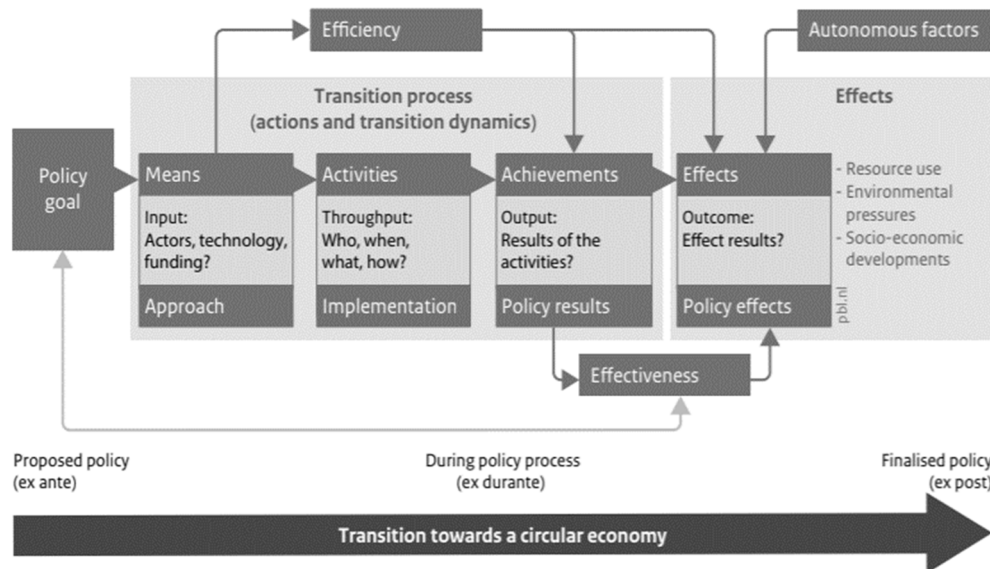 Efficiency
Autonomous factors
Transition process
(actions and transition dynamics)
Effects
Policy
goal
Means
Activities
Achievements
Effects
Input:
Actors, technology,
funding?
Throughput:
Who, when,
what, how?
Output:
Results of the
activities?
Outcome:
Effect results?
- Resource use
- Environmental
pressures
- Socio-economic
developments
Approach
Implementation
Policy results
Policy effects
pbl.nl
Effectiveness
Proposed policy
(ex ante)
During policy process
(ex durante)
Finalised policy
(ex post)
Transition towards a circular economy